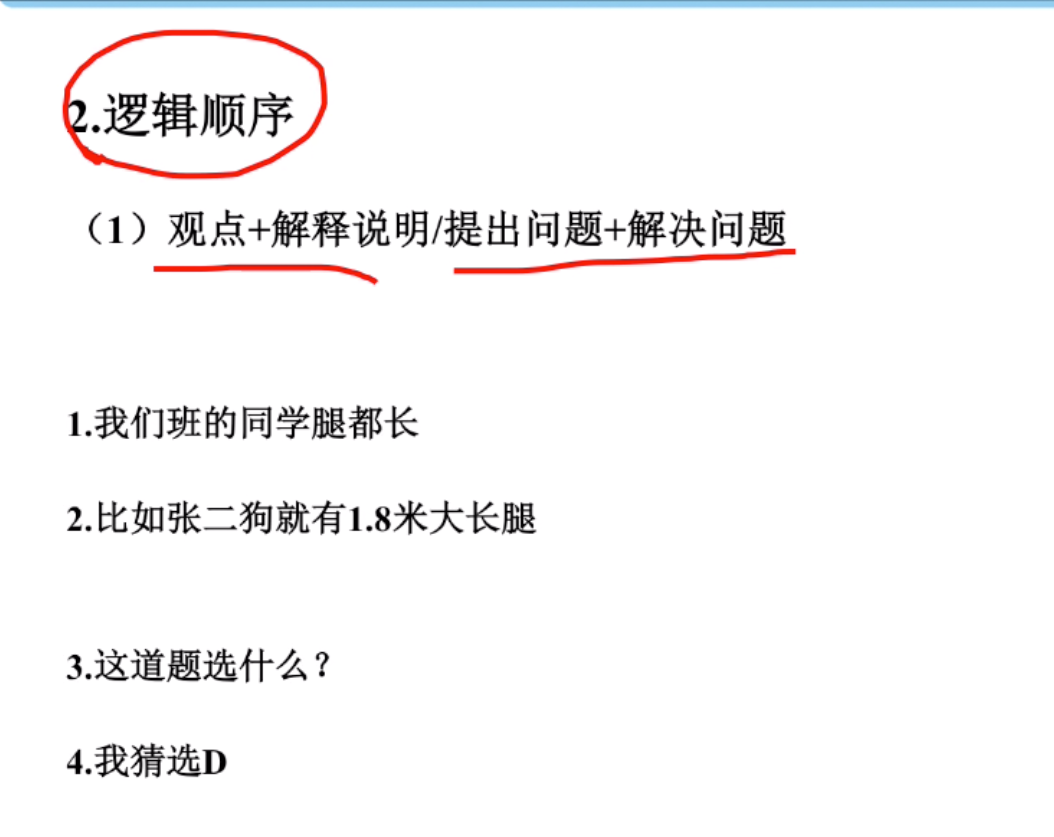 2.逻辑顺序
（1）观点+解释说明/提出问题+解决问题
1.我们班的同学腿都长
2.比如张二狗就有1.8米大长腿
3.这道题选什么？
4.我猜选D